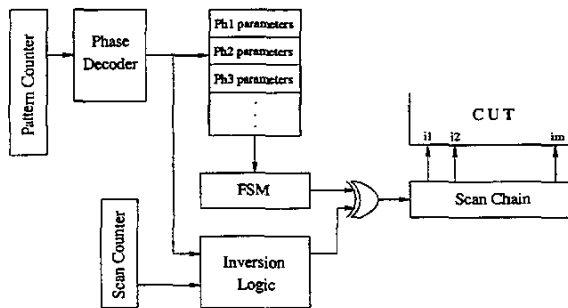 Pattern Counter
Phase
Decoder
Ph1 parameters
Ph2 parameters
Ph3 parameters
FSM
Scan Counter
Inversion
Logic
C U T
i1 i2 im
Scan Chain